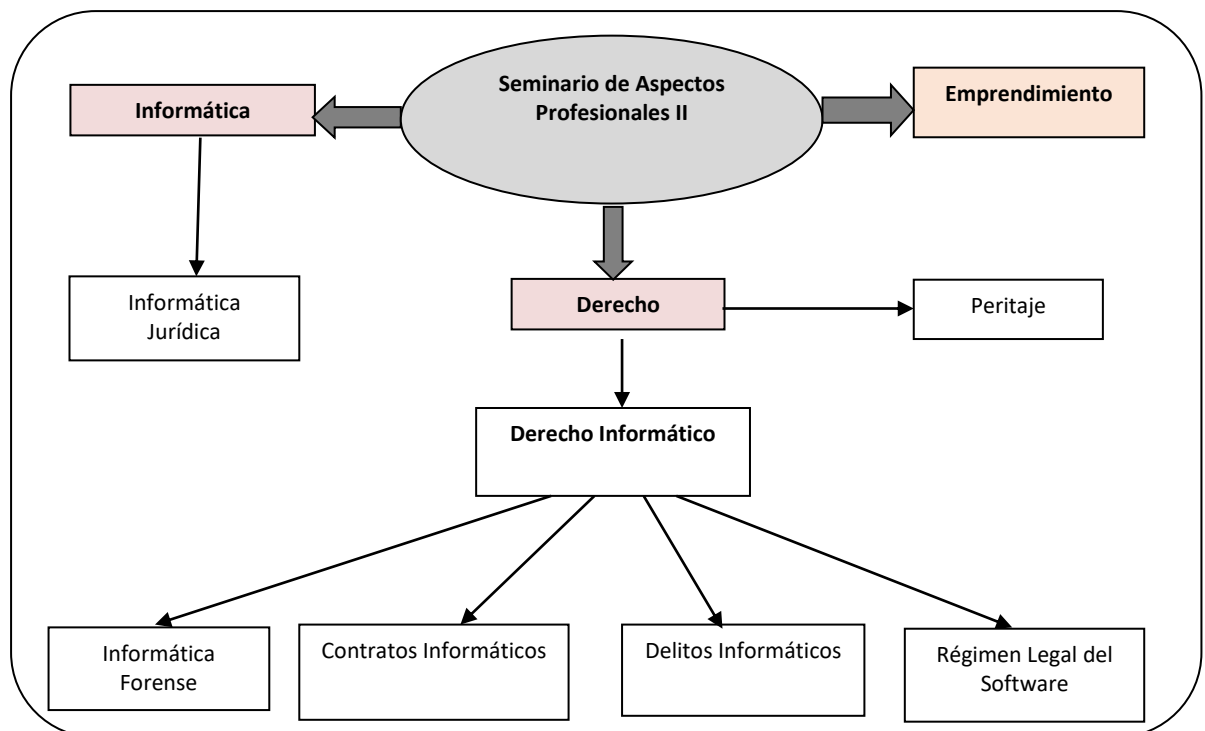 Seminario de Aspectos
Profesionales II
Informática
Emprendimiento
Informática
Jurídica
Derecho
Peritaje
Derecho Informático
Informática
Forense
Contratos Informáticos
Delitos Informáticos
Régimen Legal del
Software